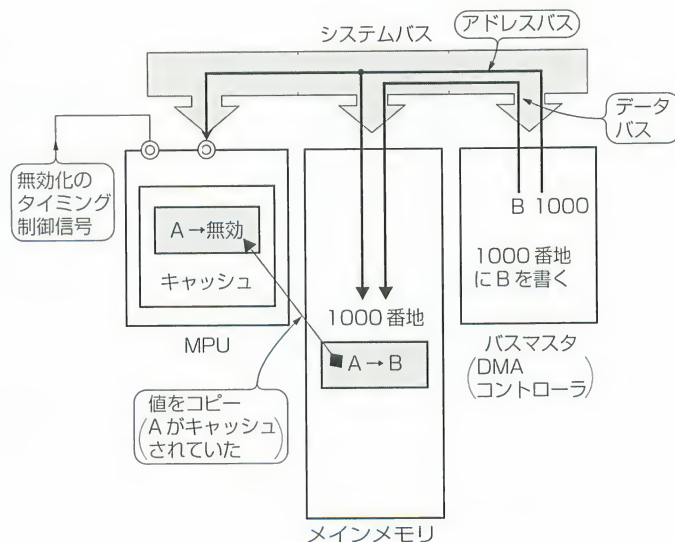 システムバス
アドレスバス
データ
バス
無効化の
タイミング
制御信号
A→無効
キャッシュ
MPU
B 1000
1000番地
にBを書く
バスマスタ
(DMA
コントローラ)
1000番地
A→B
値をコピー
(Aがキャッシュ
されていた)
メインメモリ